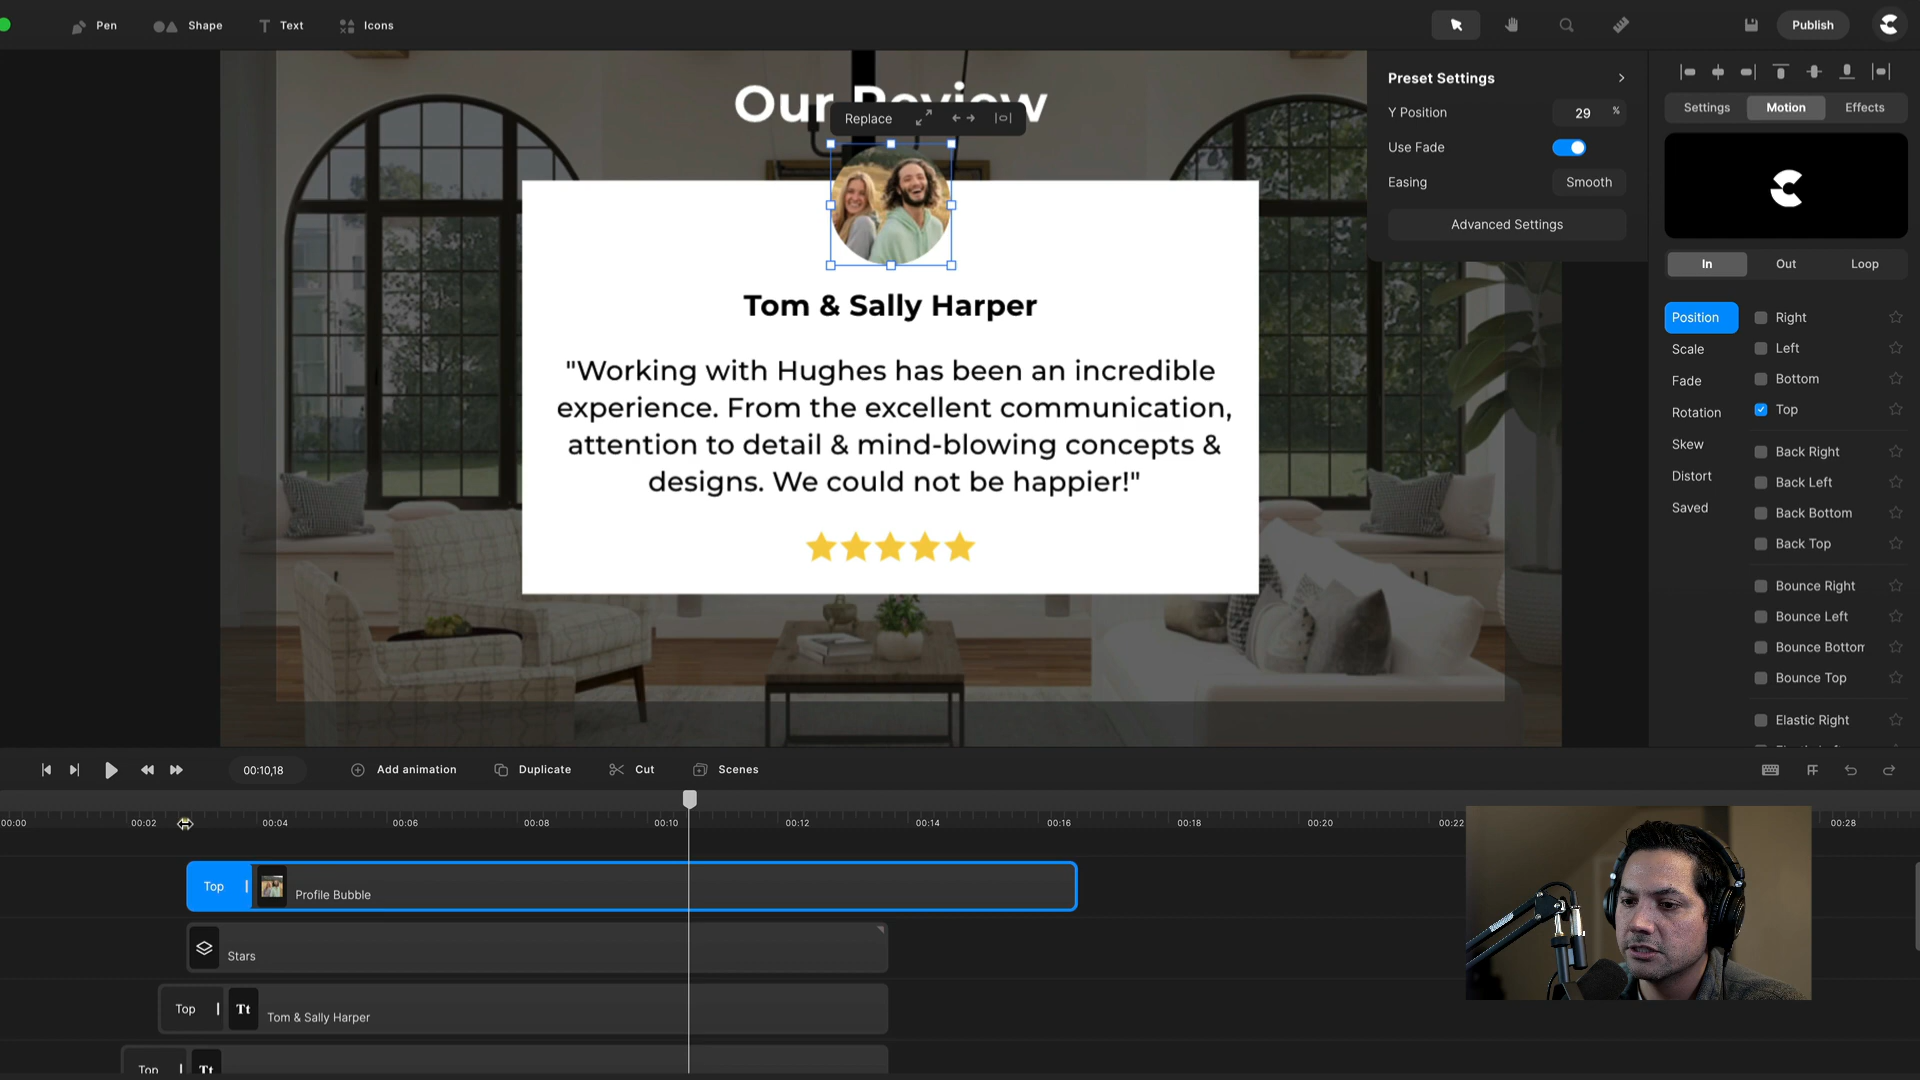 Pen
Shape
Text
Icons
Publish
Our Review
Replace
Tom & Sally Harper
"Working with Hughes has been an incredible
experience. From the excellent communication,
attention to detail & mind-blowing concepts &
designs. We could not be happier!"
Preset Settings
Y Position
29
%
Use Fade
Easing
Smooth
Advanced Settings
Settings
Motion
Effects
In
Out
Loop
Position
Scale
Fade
Rotation
Skew
Distort
Saved
Right
Left
Bottom
Top
Back Right
Back Left
Back Bottom
Back Top
Bounce Right
Bounce Left
Bounce Bottom
Bounce Top
Elastic Right
00:10,18
Add animation
Duplicate
Cut
Scenes
00:00
00:02
00:04
00:06
00:08
00:10
00:12
00:14
00:16
00:18
00:20
00:22
00:28
Top
Profile Bubble
Stars
Top
Tt
Tom & Sally Harper
Top
Tt